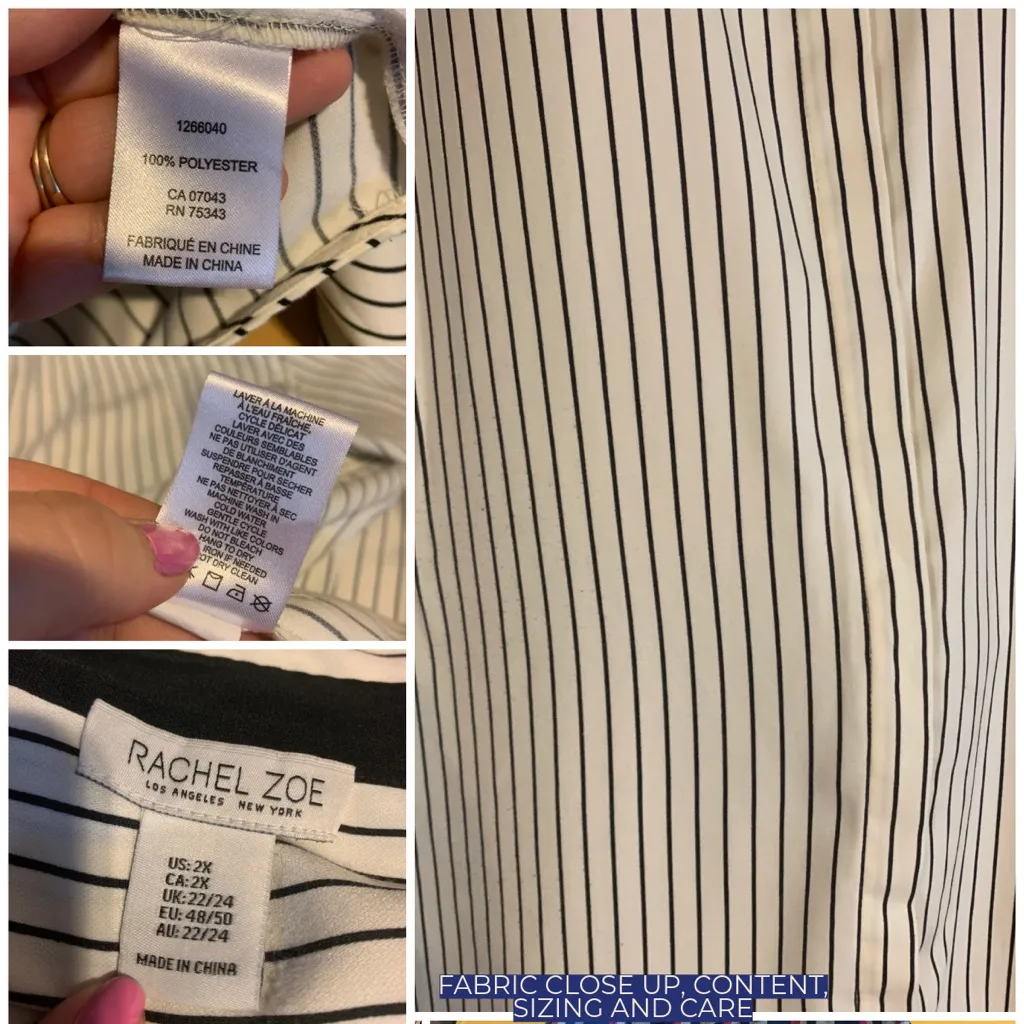 1266040
100% POLYESTER
CA 07043
RN 75343
FABRIQUÉ EN CHINE
MADE IN CHINA
LAVER À LA MACHINE
À L'EAU FRAÎCHE,
CYCLE DÉLICAT
LAVER AVEC DES
COULEURS SEMBLABLES
NE PAS UTILISER D'AGENT
DE BLANCHIMENT
SUSPENDRE POUR SECHER
REPASSER À BASSE
TEMPÉRATURE
NE PAS NETTOYER À SEC
MACHINE WASH IN
COLD WATER
GENTLE CYCLE
WASH WITH LIKE COLORS
DO NOT BLEACH
HANG TO DRY
IRON IF NEEDED
DRY CLEAN
RACHEL ZOE
LOS ANGELES NEW YORK
US: 2X
CA: 2X
UK: 22/24
EU: 48/50
AU: 22/24
MADE IN CHINA
FABRIC CLOSE UP, CONTENT,
SIZING AND CARE